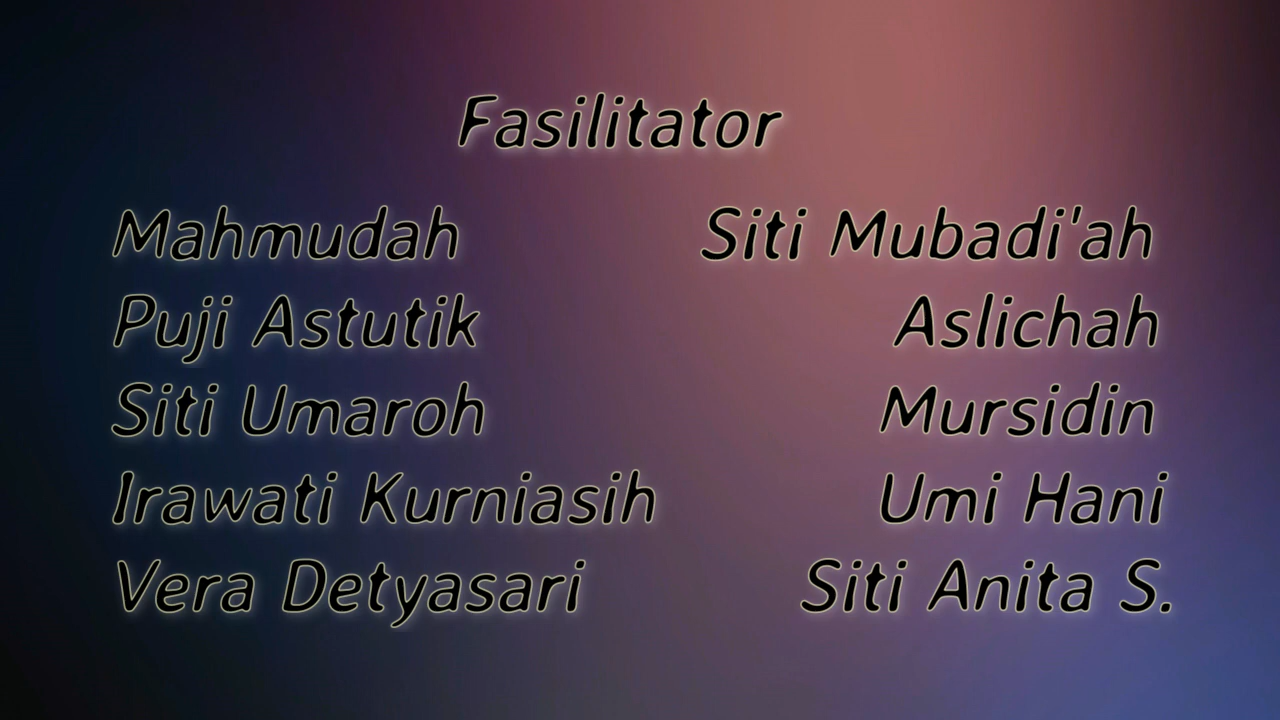 Fasilitator
Mahmudah
Siti Mubadi'ah
Puji Astutik
Aslichah
Siti Umaroh
Mursidin
Irawati Kurniasih
Umi Hani
Vera Detyasari
Siti Anita S.